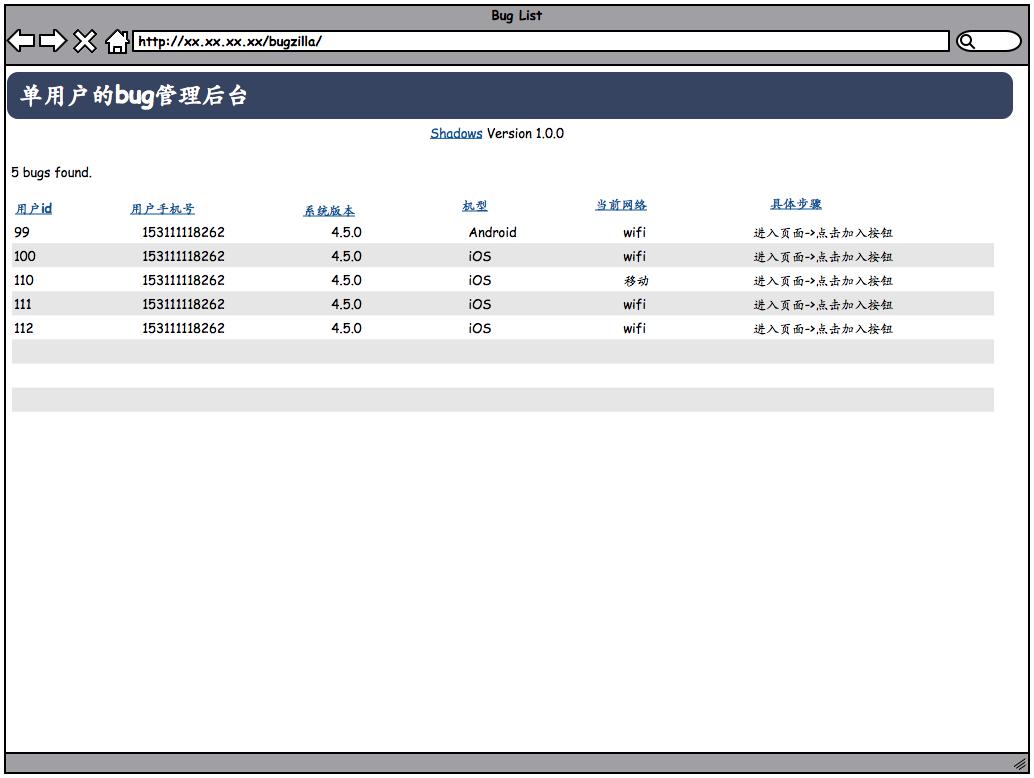 Bug List
http://xx.xx.xx.xx/bugzilla/
单用户的bug管理后台
Shadows Version 1.0.0
5 bugs found.
用户id 用户手机号 系统版本 机型 当前网络 具体步骤
99 153111118262 4.5.0 Android wifi 进入页面->点击加入按钮
100 153111118262 4.5.0 iOS wifi 进入页面->点击加入按钮
110 153111118262 4.5.0 iOS 移动 进入页面->点击加入按钮
111 153111118262 4.5.0 iOS wifi 进入页面->点击加入按钮
112 153111118262 4.5.0 iOS wifi 进入页面->点击加入按钮